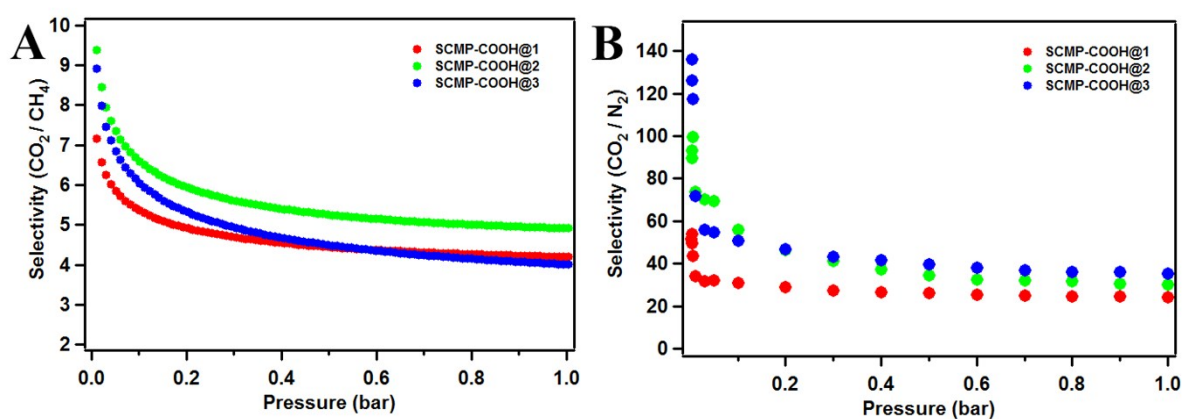 A
Selectivity (CO2 / CH4)
10
9
8
7
6
5
4
3
2
SCMP-COOH@1
SCMP-COOH@2
SCMP-COOH@3
0.0 0.2 0.4 0.6 0.8 1.0
Pressure (bar)
B
Selectivity (CO2 / N2)
140
120
100
80
60
40
20
0
SCMP-COOH@1
SCMP-COOH@2
SCMP-COOH@3
0.2 0.4 0.6 0.8 1.0
Pressure (bar)